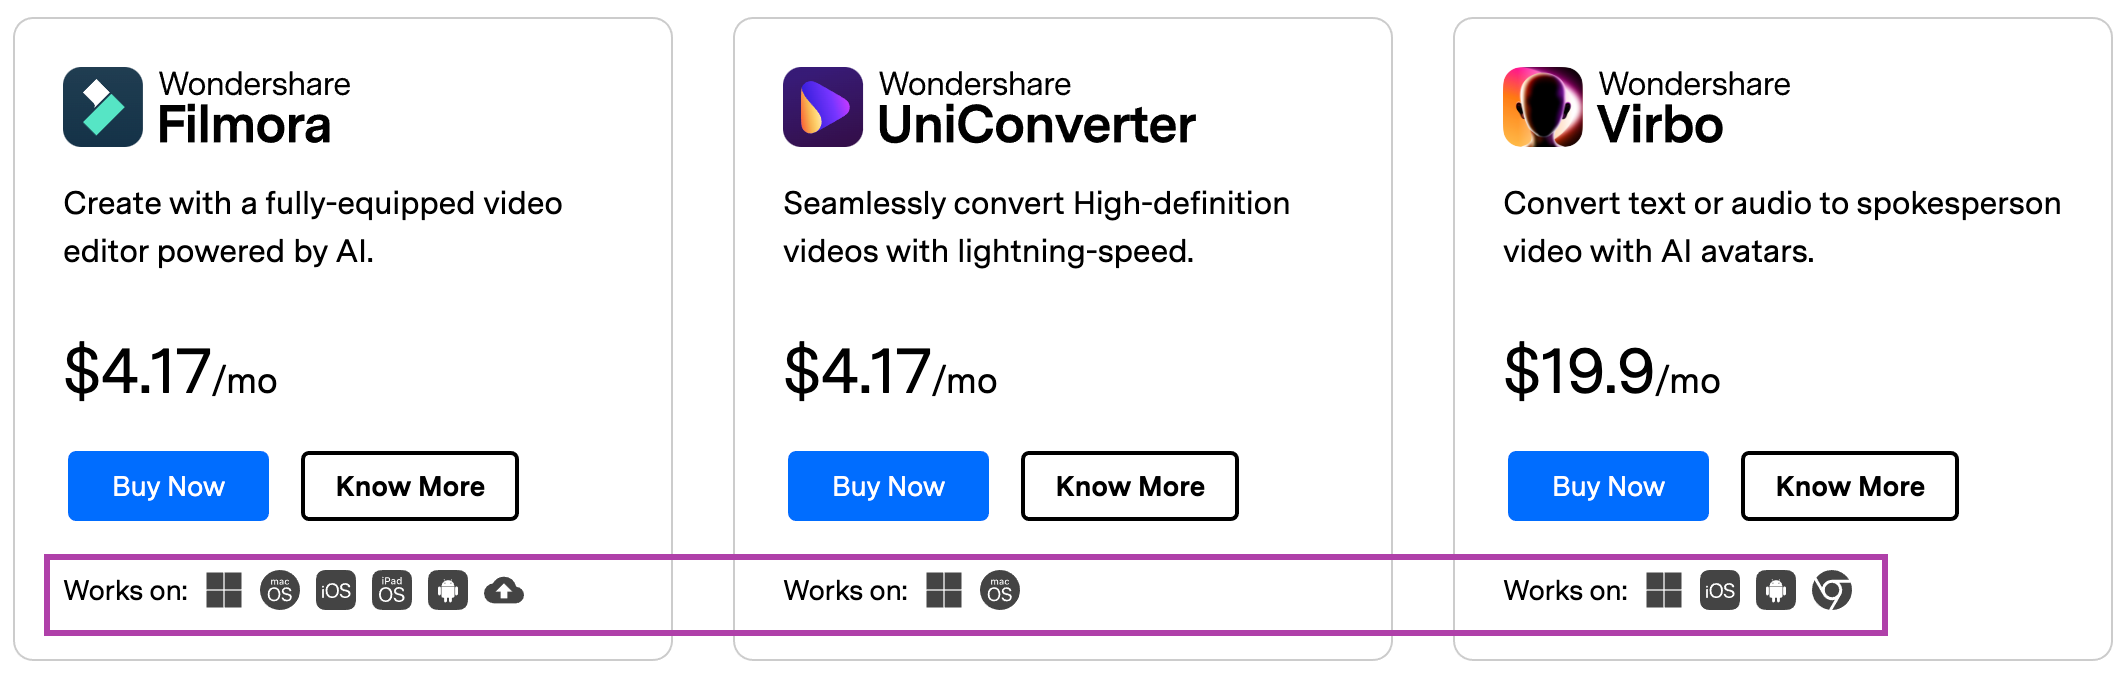 Wondershare
Filmora
Create with a fully-equipped video
editor powered by AI.
$4.17/mo
Buy Now
Know More
Works on: mac OS iOS iPad OS
Wondershare
UniConverter
Seamlessly convert High-definition
videos with lightning-speed.
$4.17/mo
Buy Now
Know More
Works on: mac OS
Wondershare
Virbo
Convert text or audio to spokesperson
video with AI avatars.
$19.9/mo
Buy Now
Know More
Works on: iOS